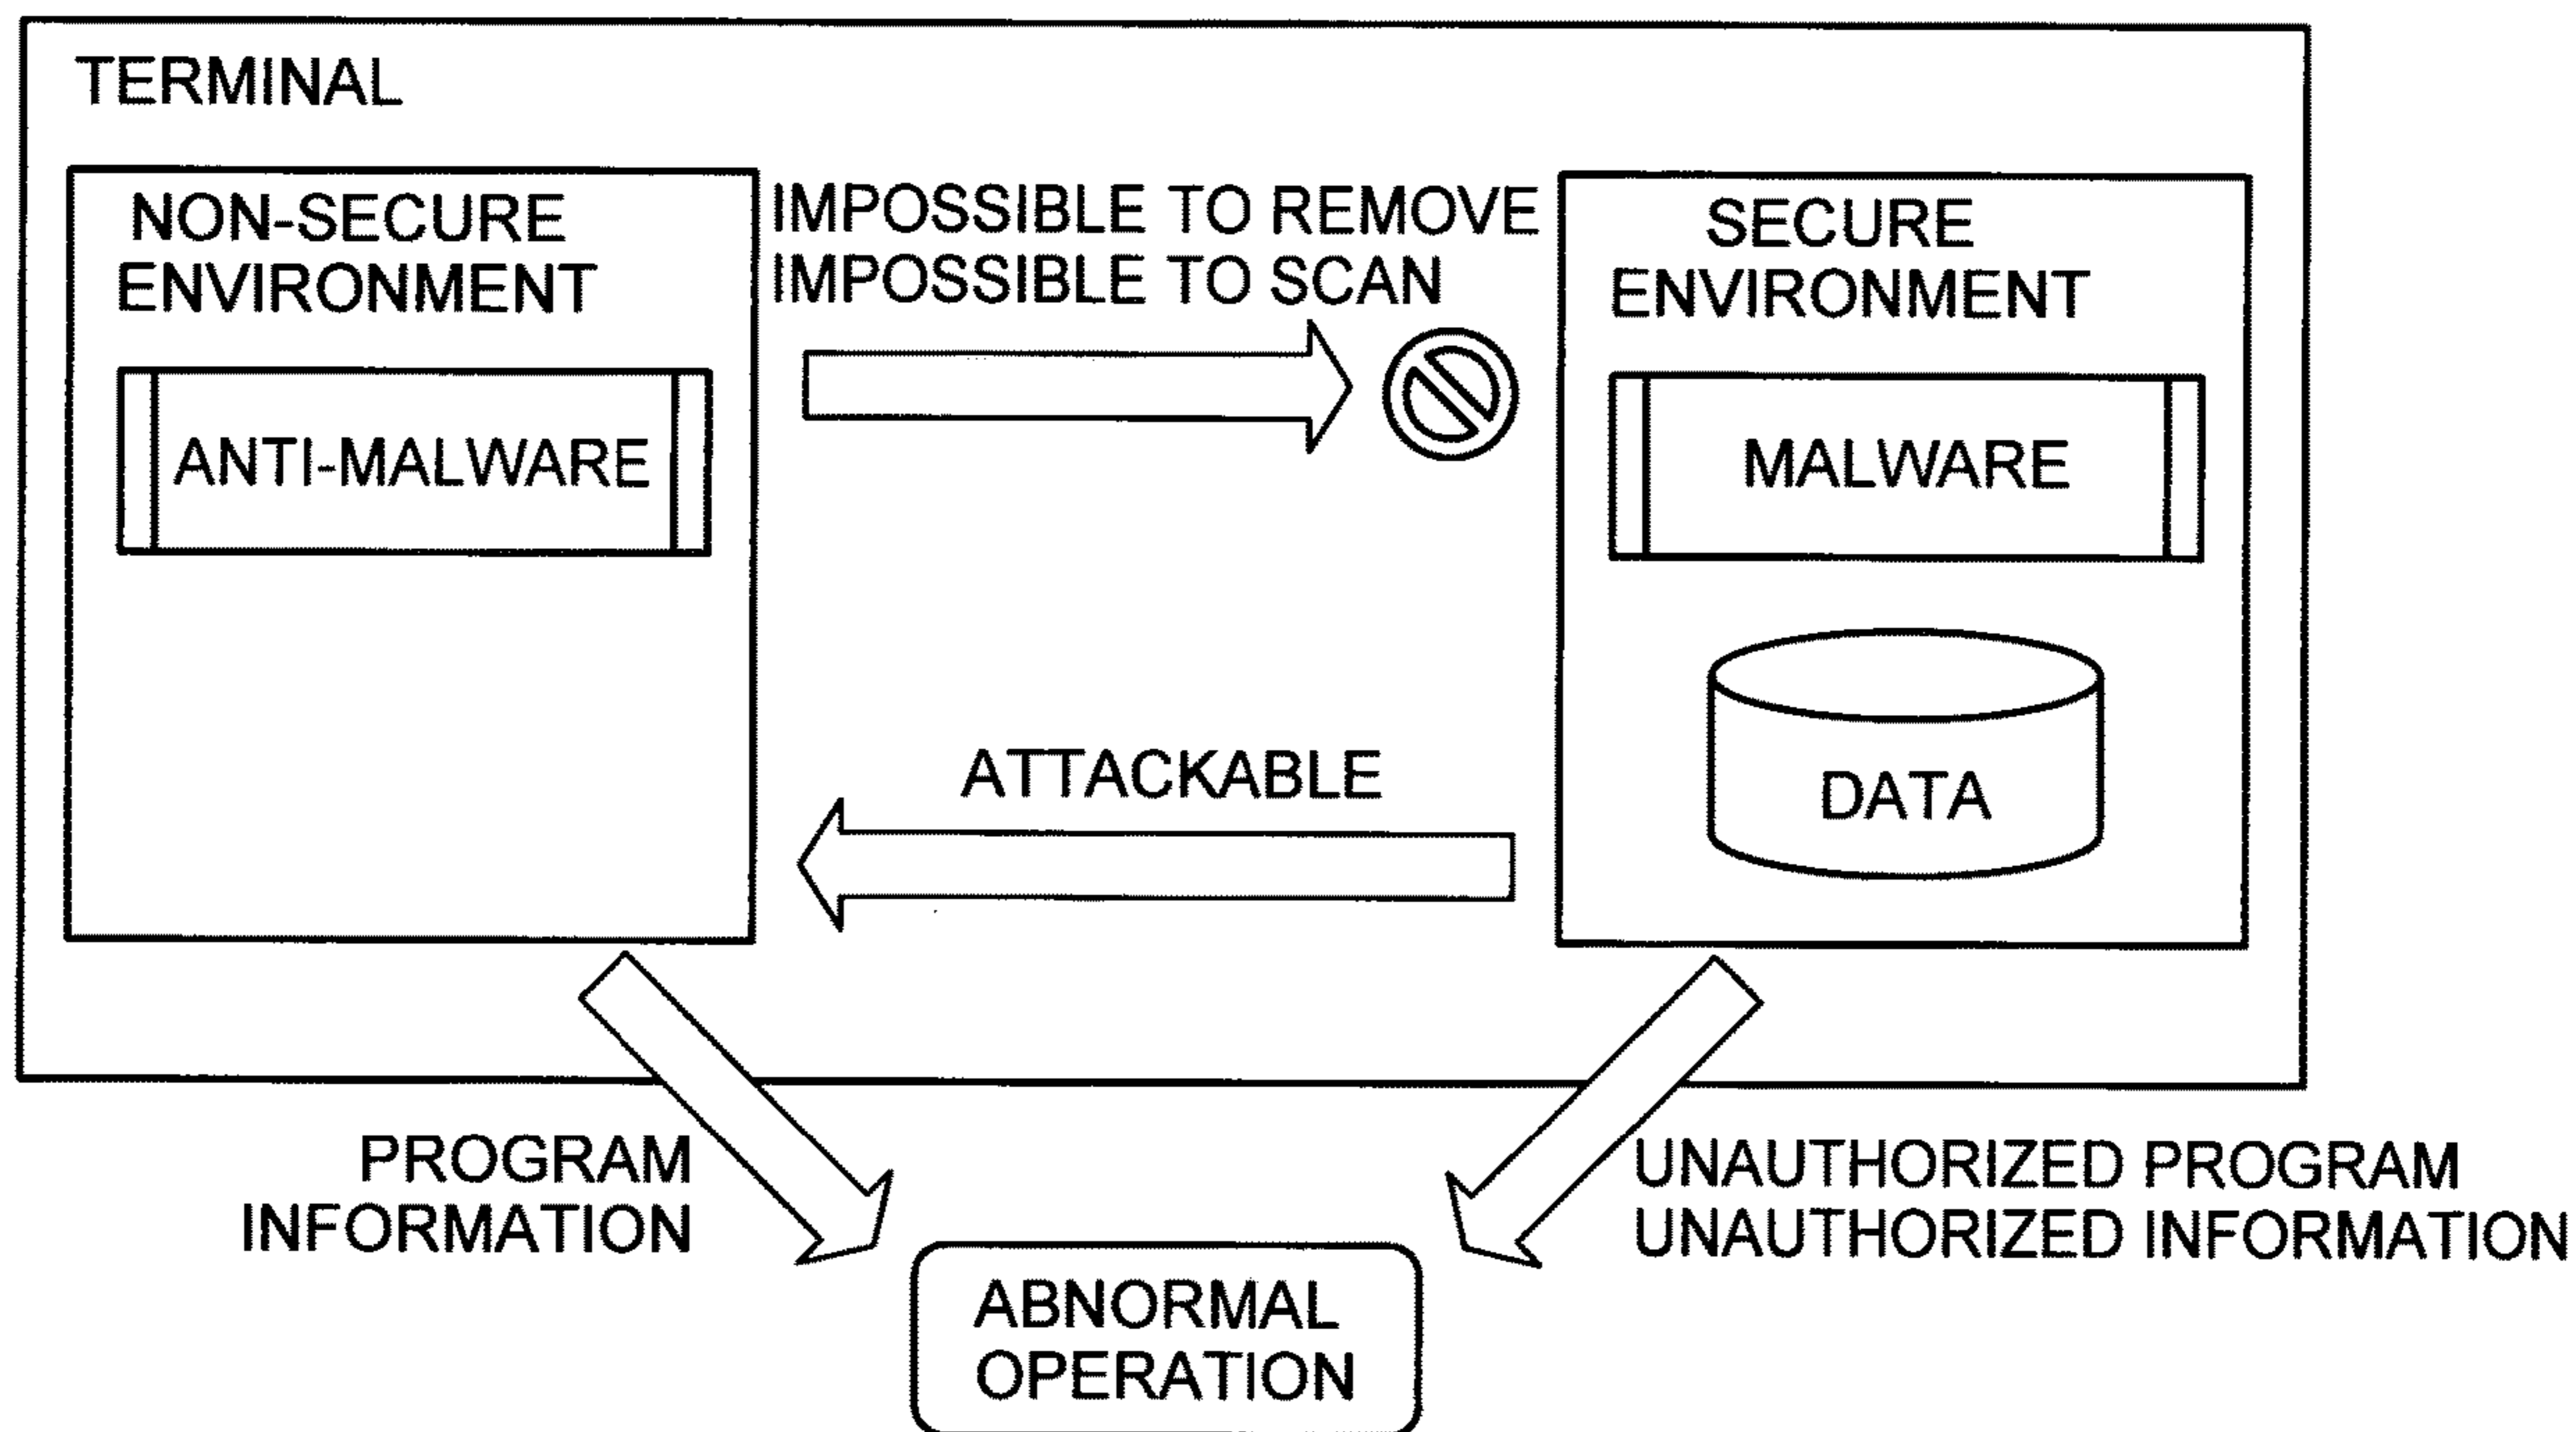 TERMINAL
NON-SECURE
ENVIRONMENT
ANTI-MALWARE
IMPOSSIBLE TO REMOVE
IMPOSSIBLE TO SCAN
SECURE
ENVIRONMENT
MALWARE
DATA
ATTACKABLE
PROGRAM
INFORMATION
UNAUTHORIZED PROGRAM
UNAUTHORIZED INFORMATION
ABNORMAL
OPERATION